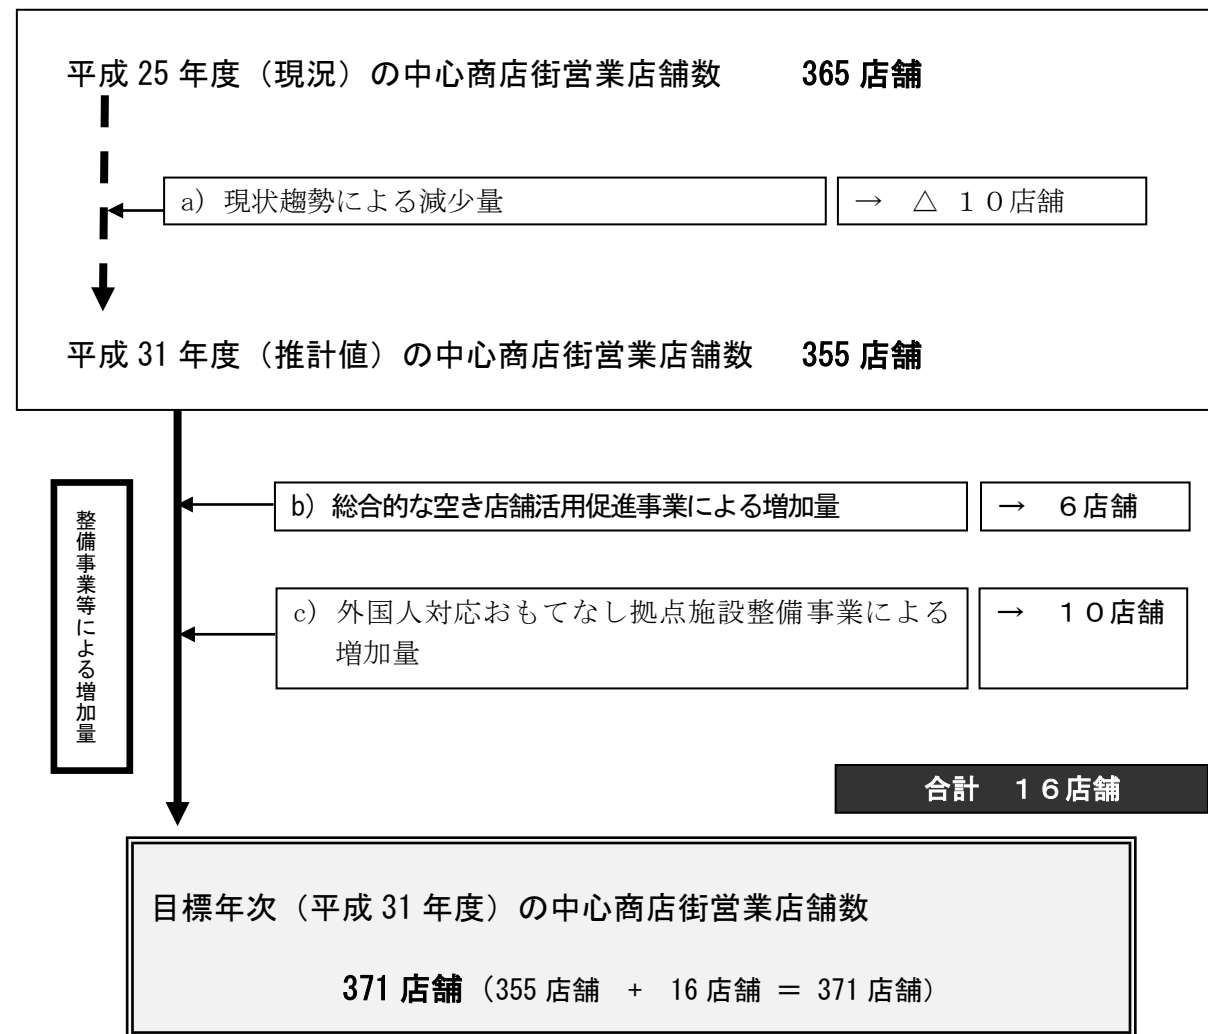 平成 25 年度（現況）の中心商店街営業店舗数　　365 店舗
a) 現状趨勢による減少量　→　△ １０店舗
平成 31 年度（推計値）の中心商店街営業店舗数　　355 店舗
整備事業等による増加量
b) 総合的な空き店舗活用促進事業による増加量　→　６店舗
c) 外国人対応おもてなし拠点施設整備事業による　→　１０店舗
増加量
合計　１６店舗
目標年次（平成 31 年度）の中心商店街営業店舗数
371 店舗（355 店舗　+　16 店舗 ＝ 371 店舗）